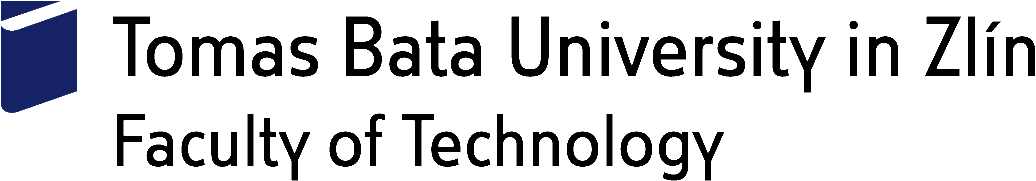 Tomas Bata University in Zlín
Faculty of Technology